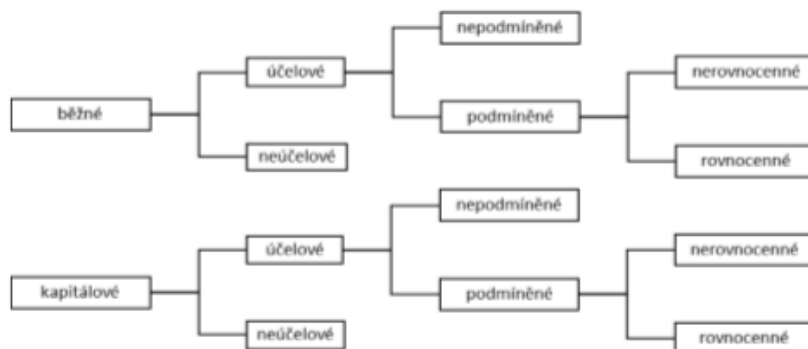 nepodmíněné
účelové
nerovnocenné
běžné
podmíněné
neúčelové
rovnocenné
nepodmíněné
účelové
nerovnocenné
kapitálové
podmíněné
neúčelové
rovnocenné